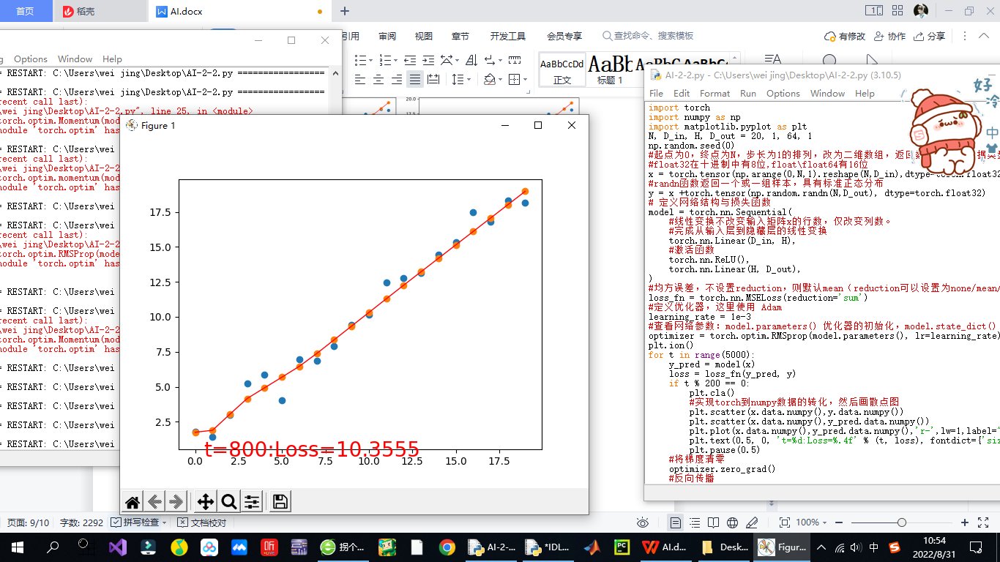 首页
稻壳
AI.docx
引用 审阅 视图 章节 开发工具 会员专享 查找命令、搜索模板
有修改 协作 分享
AaBbCcDd
正文
AaBb
标题 1
AaBbC
AaBbC
20.0
17.5
Options Window Help
= RESTART: C:\Users\wei jing\Desktop\AI-2-2.py =================
= RESTART: C:\Users\wei jing\Desktop\AI-2-2.py =================
recent call last):
\wei jing\Desktop\AI-2-2.py", line 25, in <module>
torch.optim.Momentum(mod
module 'torch.optim' has
= RESTART: C:\Users\wei
recent call last):
\wei jing\Desktop\AI-2-2
torch.optim.momentum(mod
module 'torch.optim' has
= RESTART: C:\Users\wei
= RESTART: C:\Users\wei
recent call last):
\wei jing\Desktop\AI-2-2
torch.optim.RMSProp(mode
module 'torch.optim' has
= RESTART: C:\Users\wei
= RESTART: C:\Users\wei
recent call last):
\wei jing\Desktop\AI-2-2
torch.optim.Momentum(mod
module 'torch.optim' has
= RESTART: C:\Users\wei
= RESTART: C:\Users\wei
= RESTART: C:\Users\wei
= RESTART: C:\Users\wei
= RESTART: C:\Users\wei
Figure 1
17.5
15.0
12.5
10.0
7.5
5.0
2.5
t=800:Loss=10.3555
0.0 2.5 5.0 7.5 10.0 12.5 15.0 17.5
AI-2-2.py - C:\Users\wei jing\Desktop\AI-2-2.py (3.10.5)
File Edit Format Run Options Window Help
好
冷
中
import torch
import numpy as np
import matplotlib.pyplot as plt
N, D_in, H, D_out = 20, 1, 64, 1
np.random.seed(0)
#起点为0，终点为N，步长为1的排列，改为二维数组，返回
#float32在十进制中有8位,float\float64有16位
x = torch.tensor(np.arange(0,N,1).reshape(N,D_in),dtype=torch.float32
#randn函数返回一个或一组样本，具有标准正态分布
y = x +torch.tensor(np.random.randn(N,D_out), dtype=torch.float32)
# 定义网络结构与损失函数
model = torch.nn.Sequential(
#线性变换不改变输入矩阵x的行数，仅改变列数。
#完成从输入层到隐藏层的线性变换
torch.nn.Linear(D_in, H),
#激活函数
torch.nn.ReLU(),
torch.nn.Linear(H, D_out),
)
#均方误差，不设置reduction，则默认mean（reduction可以设置为none/mean/
loss_fn = torch.nn.MSELoss(reduction='sum')
#定义优化器，这里使用 Adam
learning_rate = 1e-3
#查看网络参数：model.parameters() 优化器的初始化，model.state_dict()
optimizer = torch.optim.RMSprop(model.parameters(), lr=learning_rate)
plt.ion()
for t in range(5000):
y_pred = model(x)
loss = loss_fn(y_pred, y)
if t % 200 == 0:
plt.cla()
#实现torch到numpy数据的转化，然后画散点图
plt.scatter(x.data.numpy(),y.data.numpy())
plt.scatter(x.data.numpy(),y_pred.data.numpy())
plt.plot(x.data.numpy(),y_pred.data.numpy(),'r-',lw=1,label="
plt.text(0.5, 0, 't=%d:Loss=%.4f' % (t, loss), fontdict={'siz
plt.pause(0.5)
#将梯度清零
optimizer.zero_grad()
#反向传播
页面: 9/10 字数: 2292 拼写检查 文档校对
100%
听
LIVE
拐个...
AI-2-...
*IDL...
PC
AI.d...
Desk...
Figur...
中
10:54
2022/8/31